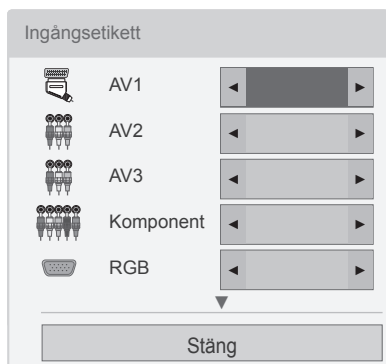 Ingångsetikett
AV1
AV2
AV3
Komponent
RGB
Stäng